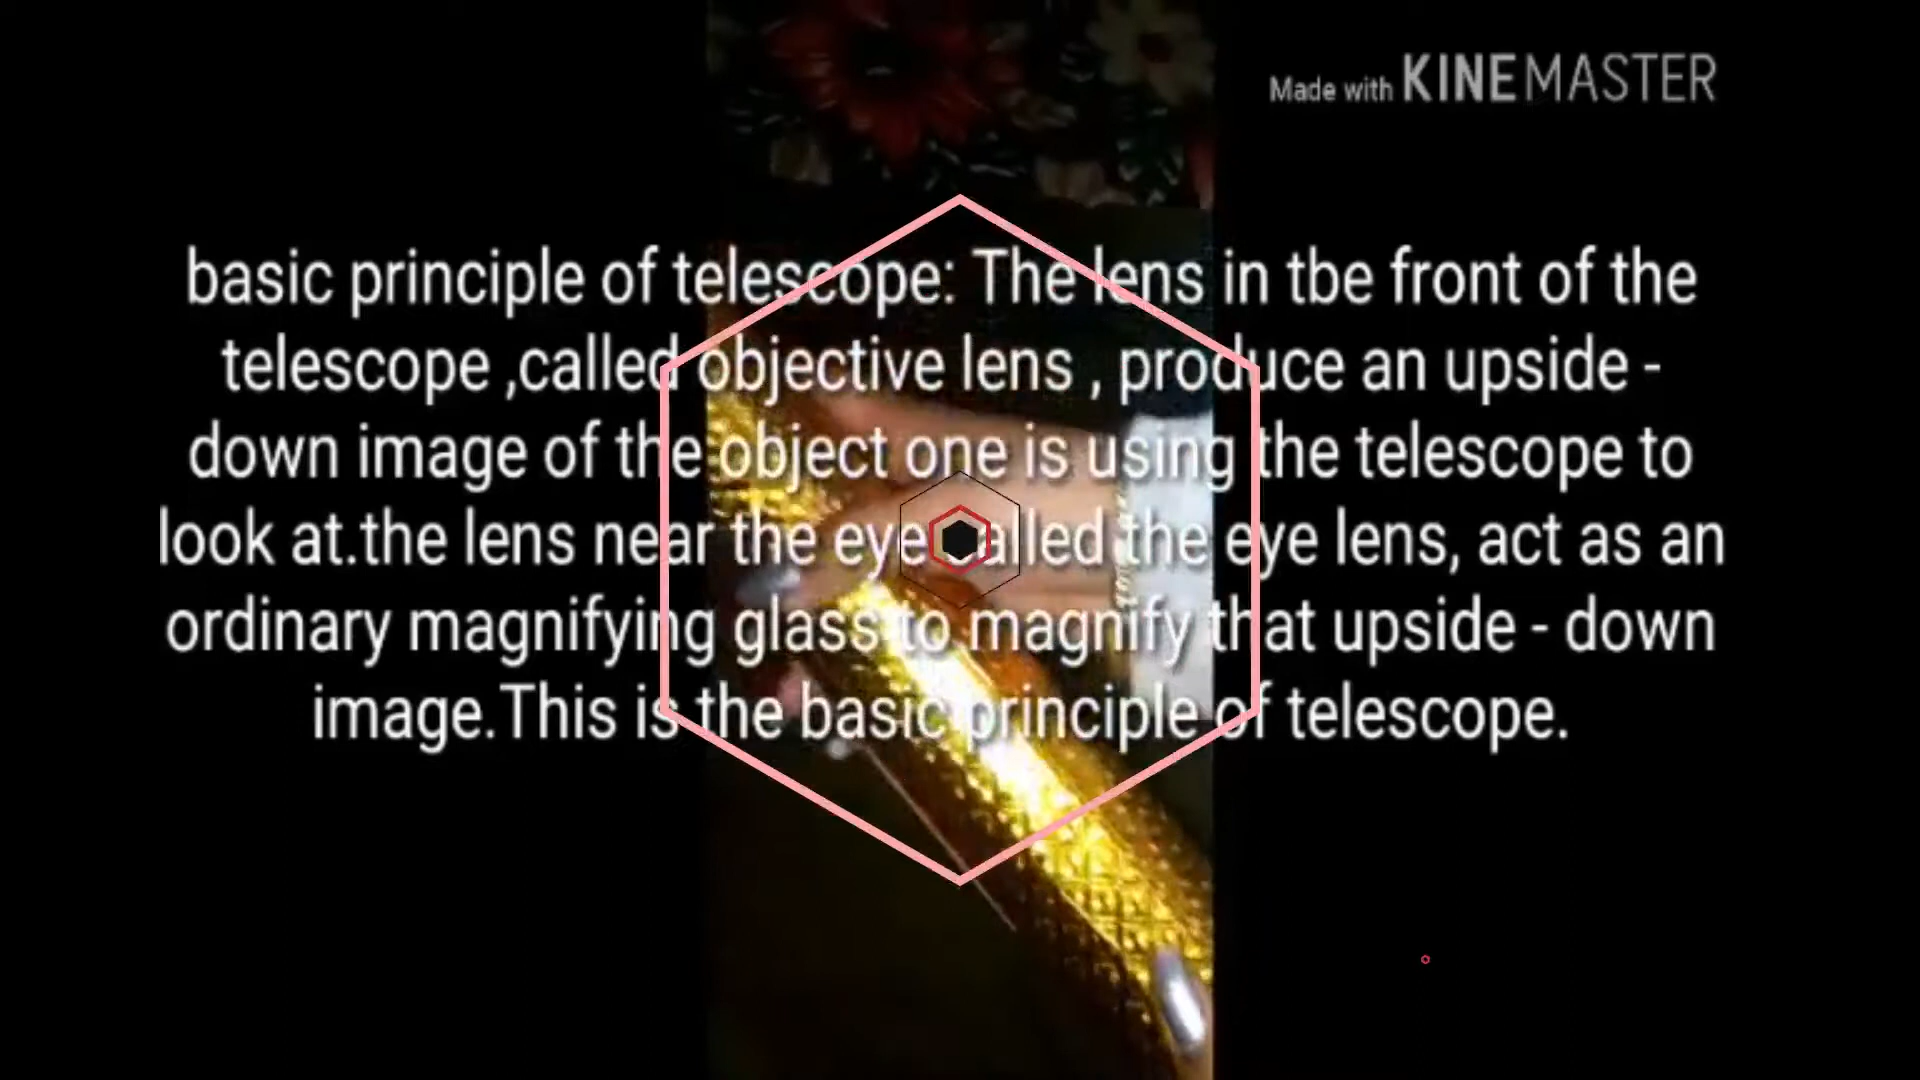 Made with KINEMASTER
basic principle of telescope: The lens in tbe front of the
telescope ,called objective lens , produce an upside -
down image of the object one is using the telescope to
look at.the lens near the eye called the eye lens, act as an
ordinary magnifying glass to magnify that upside - down
image.This is the basic principle of telescope.